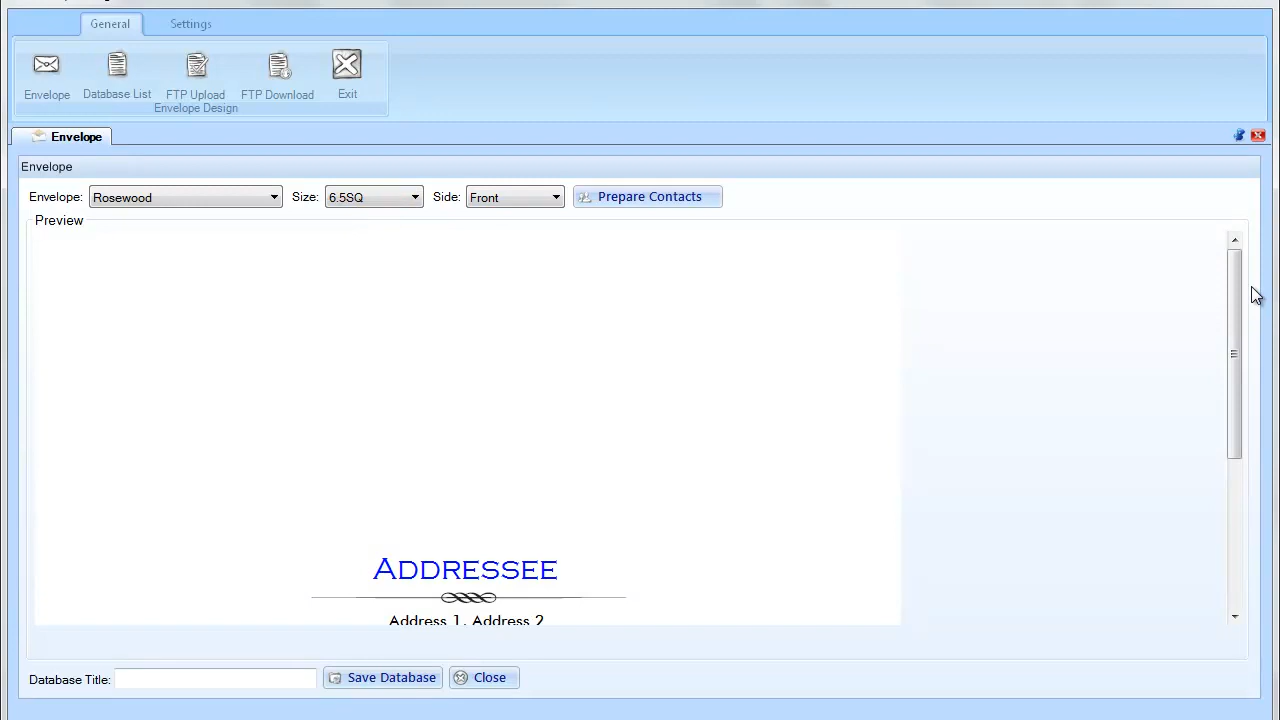 General Settings
Envelope Database List FTP Upload FTP Download Exit
Envelope Design
Envelope
Envelope
Envelope: Rosewood Size: 6.5SQ Side: Front Prepare Contacts
Preview
ADDRESSEE
Address 1, Address 2
Database Title: Save Database Close